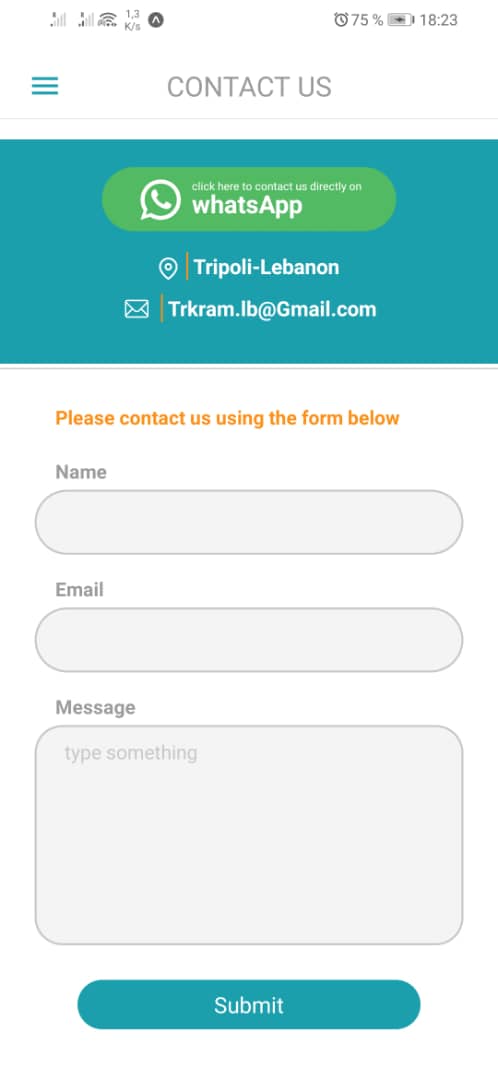 1,3
K/s
75 %
18:23
CONTACT US
click here to contact us directly on
whatsApp
Tripoli-Lebanon
Trkram.lb@Gmail.com
Please contact us using the form below
Name
Email
Message
type something
Submit